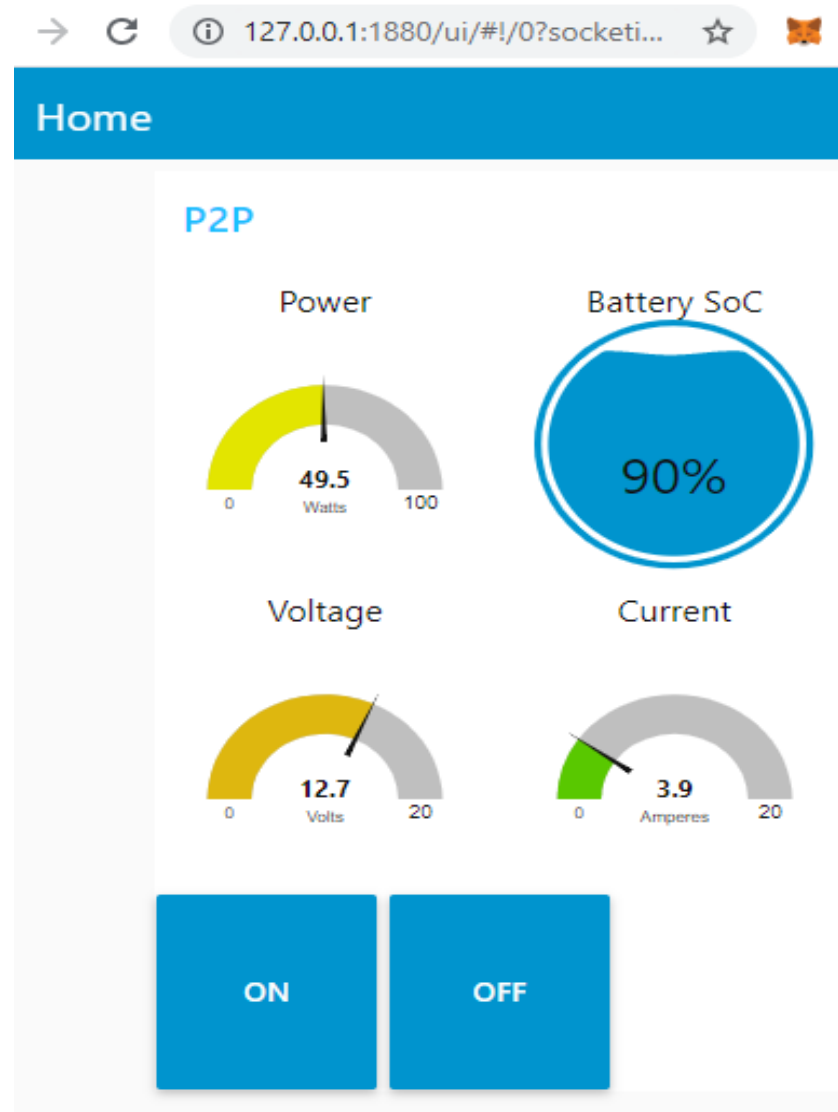 127.0.0.1:1880/ui/#!/0?socketi...
Home
P2P
Power
Battery SoC
49.5
Watts
0
100
90%
Voltage
Current
12.7
Volts
0
20
3.9
Amperes
0
20
ON
OFF